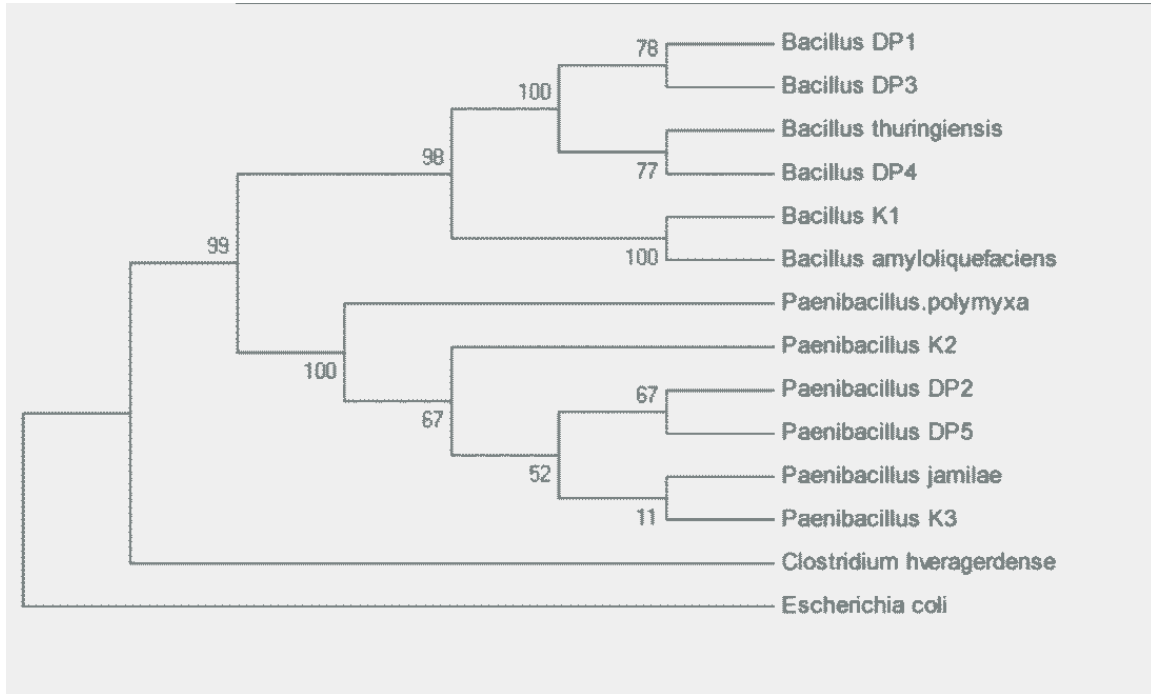 78 Bacillus DP1
Bacillus DP3
100
Bacillus thuringiensis
98
77 Bacillus DP4
Bacillus K1
99
100 Bacillus amyloliquefaciens
Paenibacillus.polymyxa
Paenibacillus K2
100
67 Paenibacillus DP2
67
Paenibacillus DP5
52 Paenibacillus jamilae
11 Paenibacillus K3
Clostridium hveragerdense
Escherichia coli